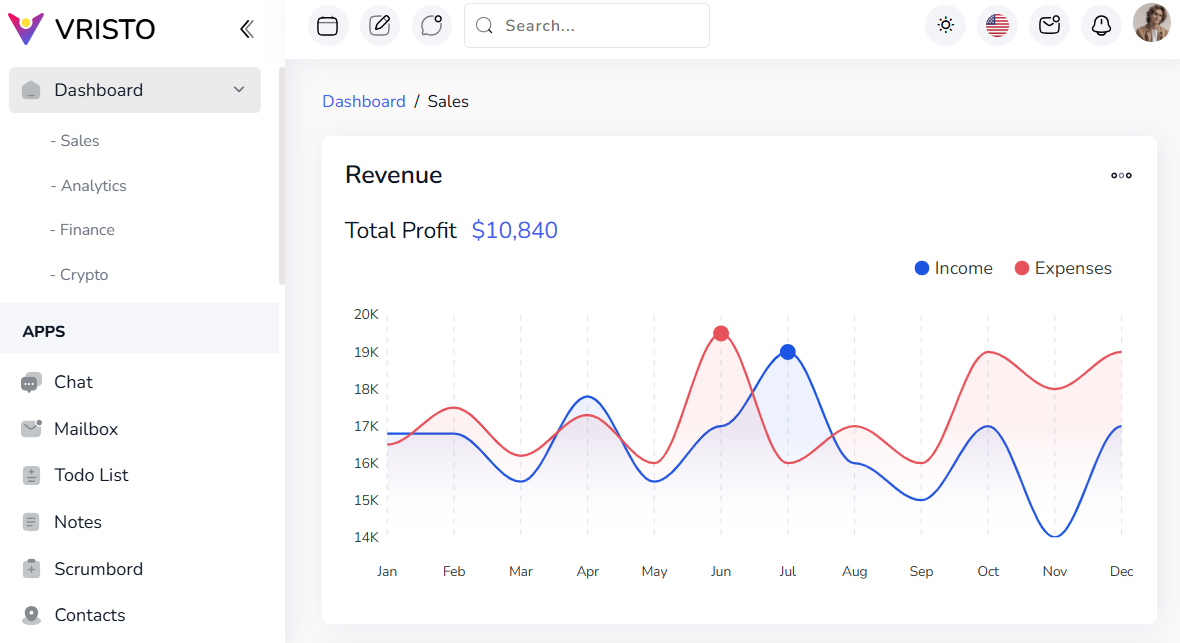 VRISTO
Search...
Dashboard
- Sales
- Analytics
- Finance
- Crypto
APPS
Chat
Mailbox
Todo List
Notes
Scrumbord
Contacts
Dashboard / Sales
Revenue
Total Profit $10,840
Income Expenses
20K
19K
18K
17K
16K
15K
14K
Jan Feb Mar Apr May Jun Jul Aug Sep Oct Nov Dec